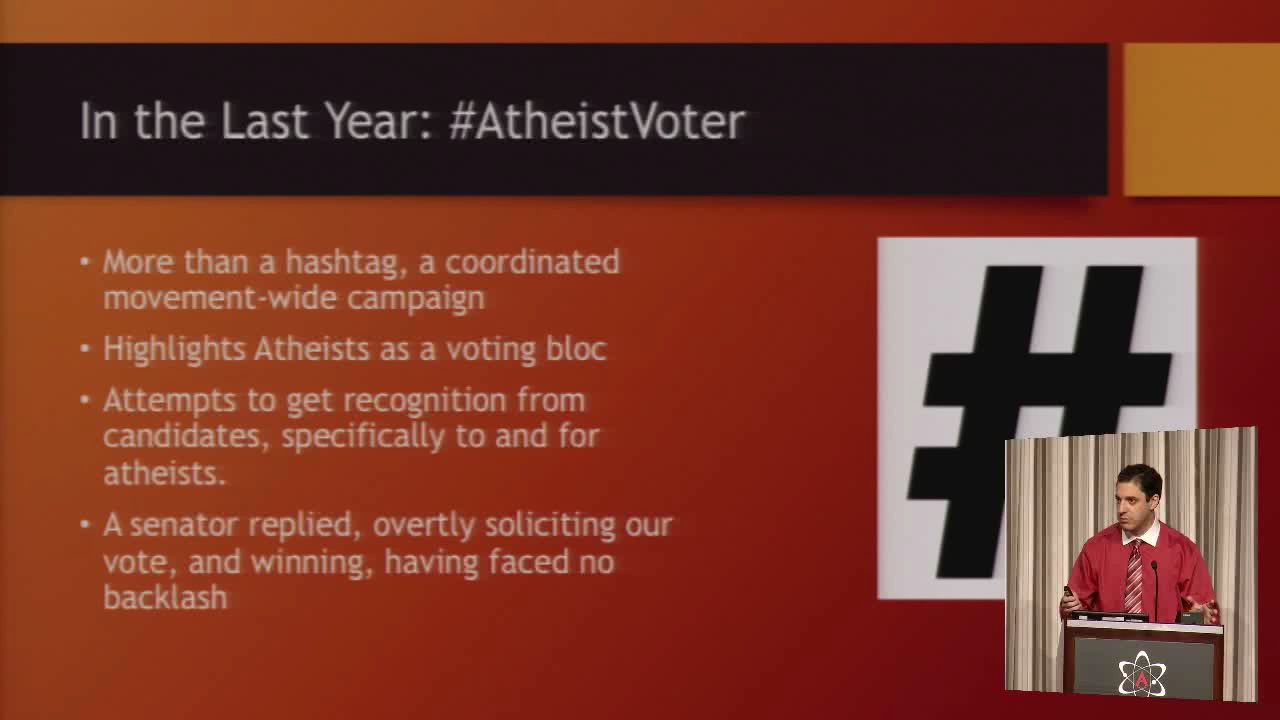 In the Last Year: #AtheistVoter
• More than a hashtag, a coordinated
movement-wide campaign
• Highlights Atheists as a voting bloc
• Attempts to get recognition from
candidates, specifically to and for
atheists.
• A senator replied, overtly soliciting our
vote, and winning, having faced no
backlash
#
A